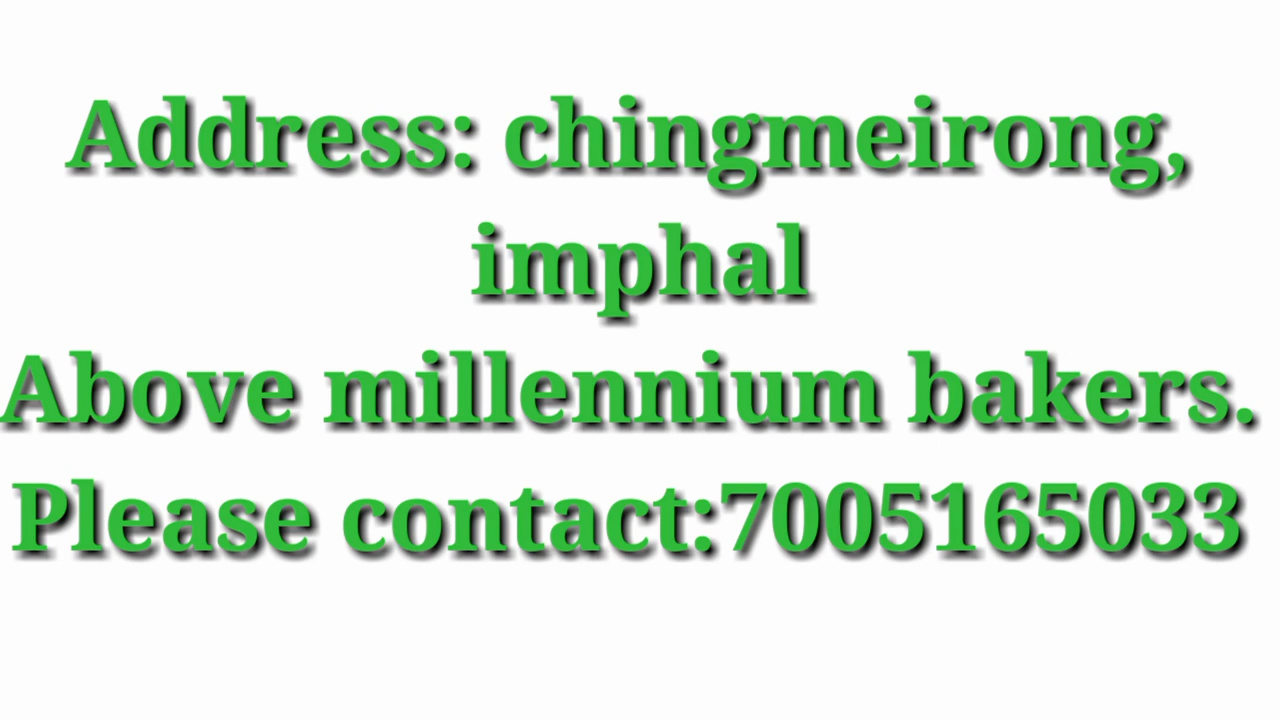 Address: chingmeirong,
imphal
Above millennium bakers.
Please contact:7005165033